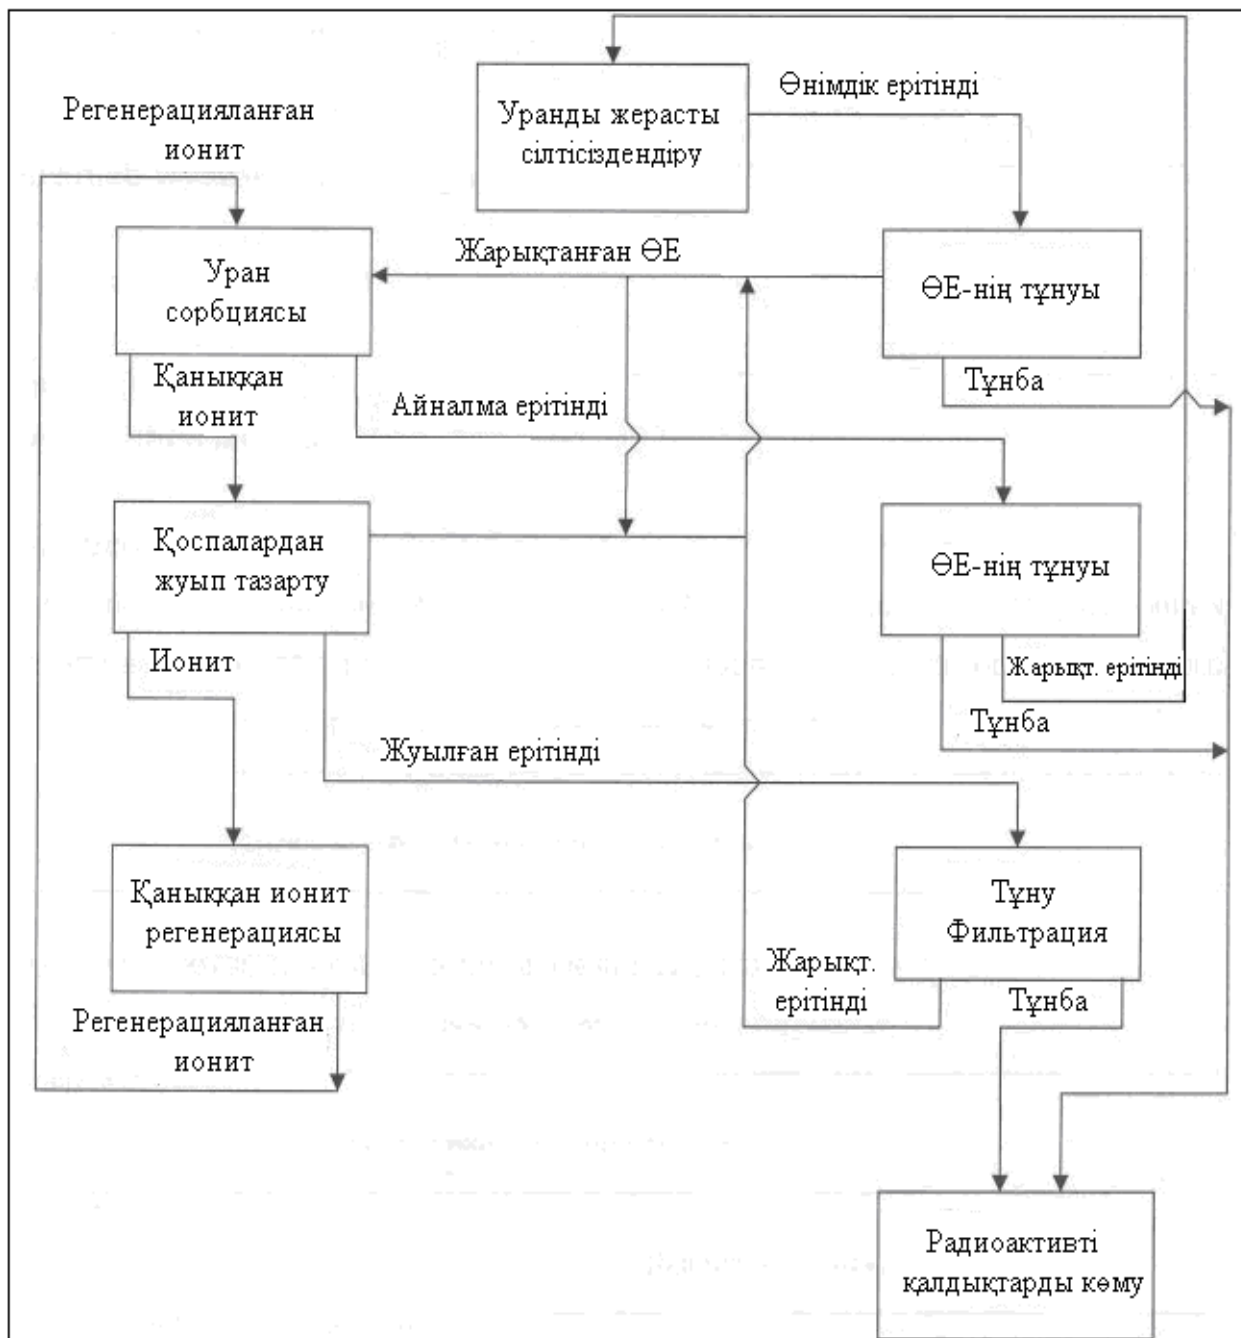 Өнімдік ерітінді
Уранды жерасты
сілтісіздендіру
Регенерацияланған
ионит
Жарықтанған ӨЕ
Уран
сорбциясы
ӨЕ-нің тұнуы
Қаныққан
ионит
Тұнба
Айналма ерітінді
Қоспалардан
жуып тазарту
ӨЕ-нің тұнуы
Ионит
Жарықт. ерітінді
Тұнба
Жуылған ерітінді
Қаныққан ионит
регенерациясы
Тұну
Фильтрация
Жарықт.
ерітінді
Тұнба
Регенерацияланған
ионит
Радиоактивті
қалдықтарды көму